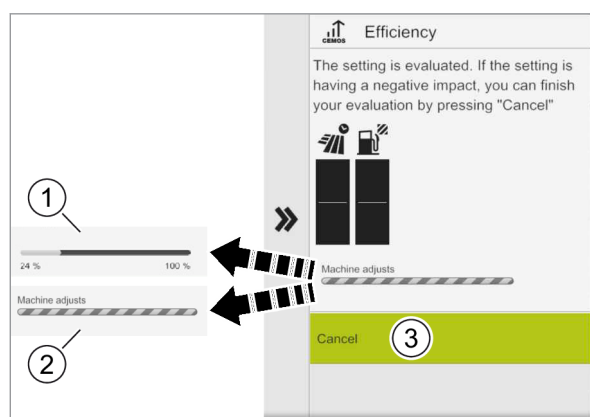 CEMOS
Efficiency
The setting is evaluated. If the setting is
having a negative impact, you can finish
your evaluation by pressing "Cancel"
1
24 %
100 %
Machine adjusts
2
Machine adjusts
Cancel
3